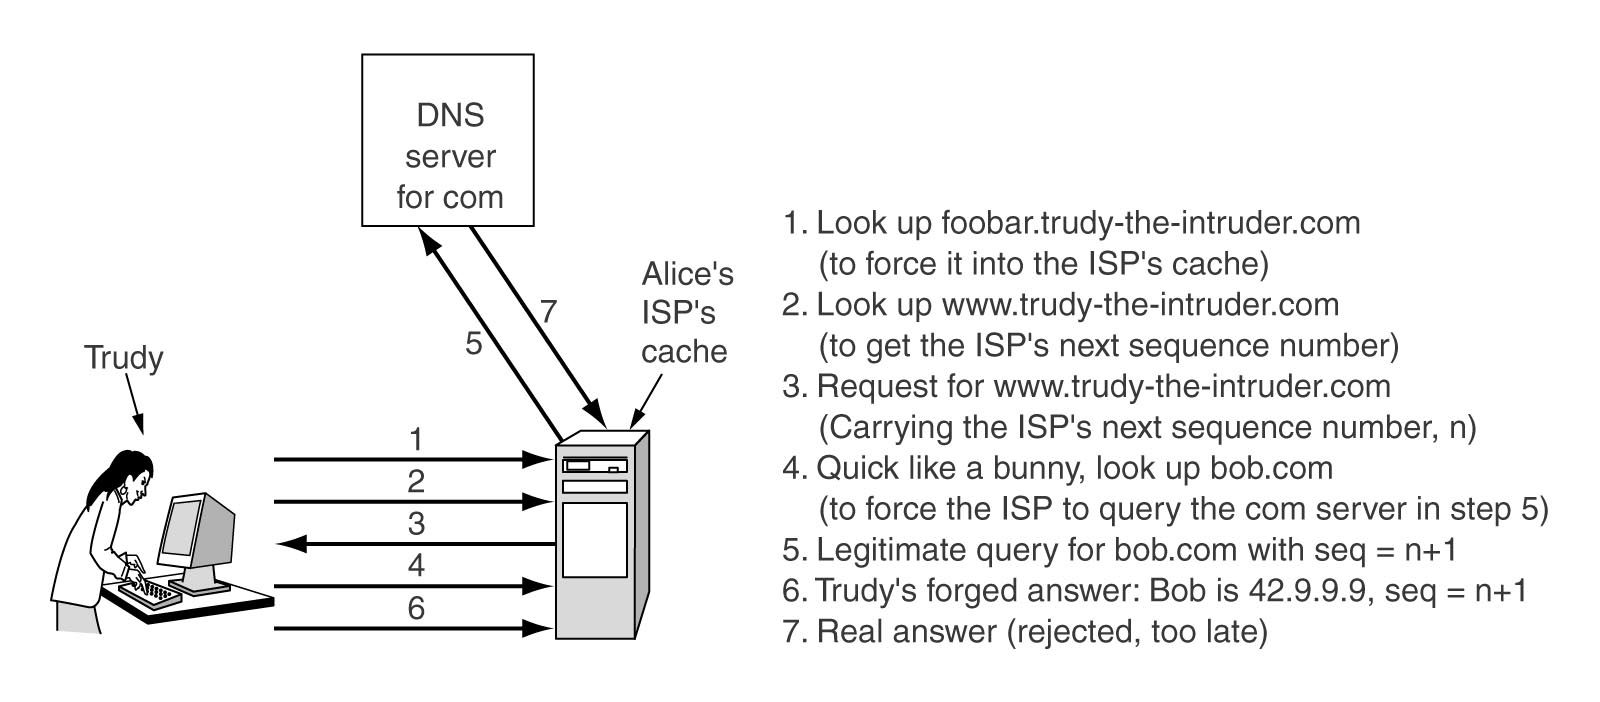 DNS
server
for com
Alice's
ISP's
cache
7
5
Trudy
1
2
3
4
6
1. Look up foobar.trudy-the-intruder.com
(to force it into the ISP's cache)
2. Look up www.trudy-the-intruder.com
(to get the ISP's next sequence number)
3. Request for www.trudy-the-intruder.com
(Carrying the ISP's next sequence number, n)
4. Quick like a bunny, look up bob.com
(to force the ISP to query the com server in step 5)
5. Legitimate query for bob.com with seq = n+1
6. Trudy's forged answer: Bob is 42.9.9.9, seq = n+1
7. Real answer (rejected, too late)